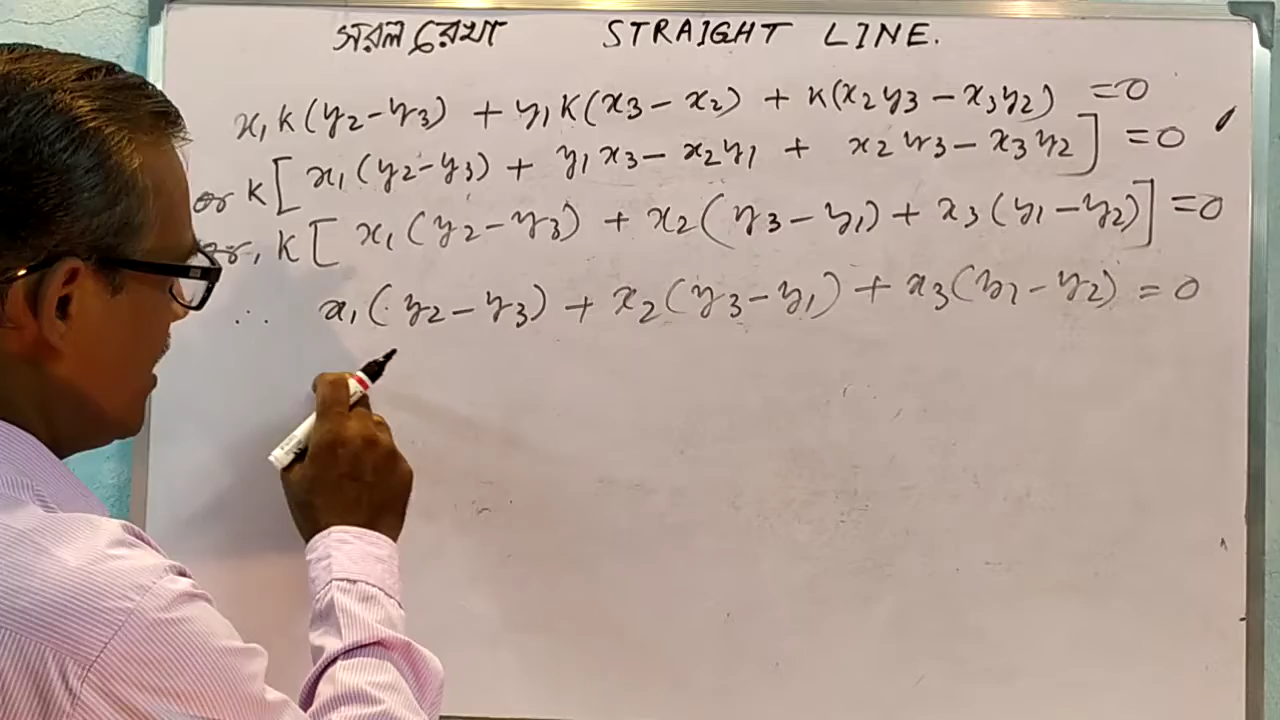 সরল রেখা STRAIGHT LINE.
x₁K(y₂-y₃) + y₁K(x₃-x₂) + K(x₂y₃-x₃y₂) =0
or K[x₁(y₂-y₃) + y₁x₃-x₂y₁ + x₂y₃-x₃y₂] =0
or, K[x₁(y₂-y₃) + x₂(y₃-y₁) + x₃(y₁-y₂)] =0
∴ x₁(y₂-y₃) + x₂(y₃-y₁) + x₃(y₁-y₂) =0